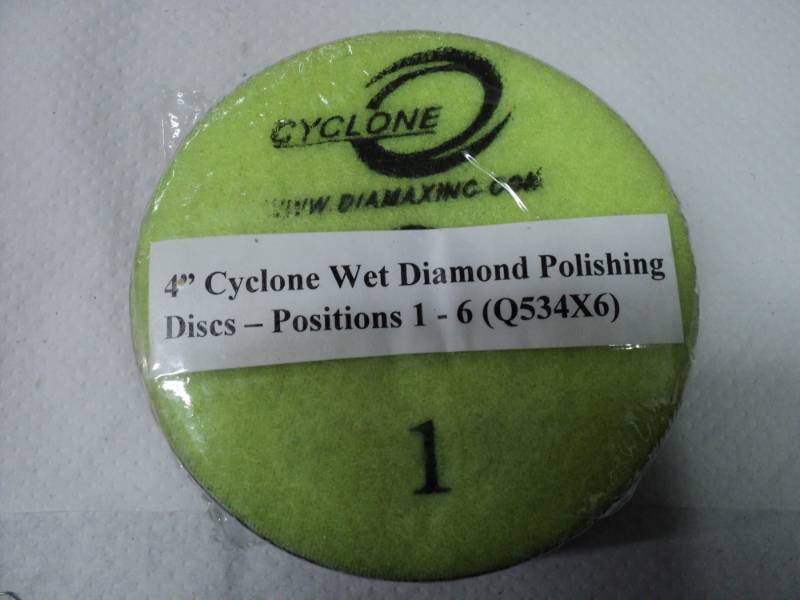 CYCLONE
WWW.DIAMAXINC.COM
4” Cyclone Wet Diamond Polishing
Discs – Positions 1 - 6 (Q534X6)
1